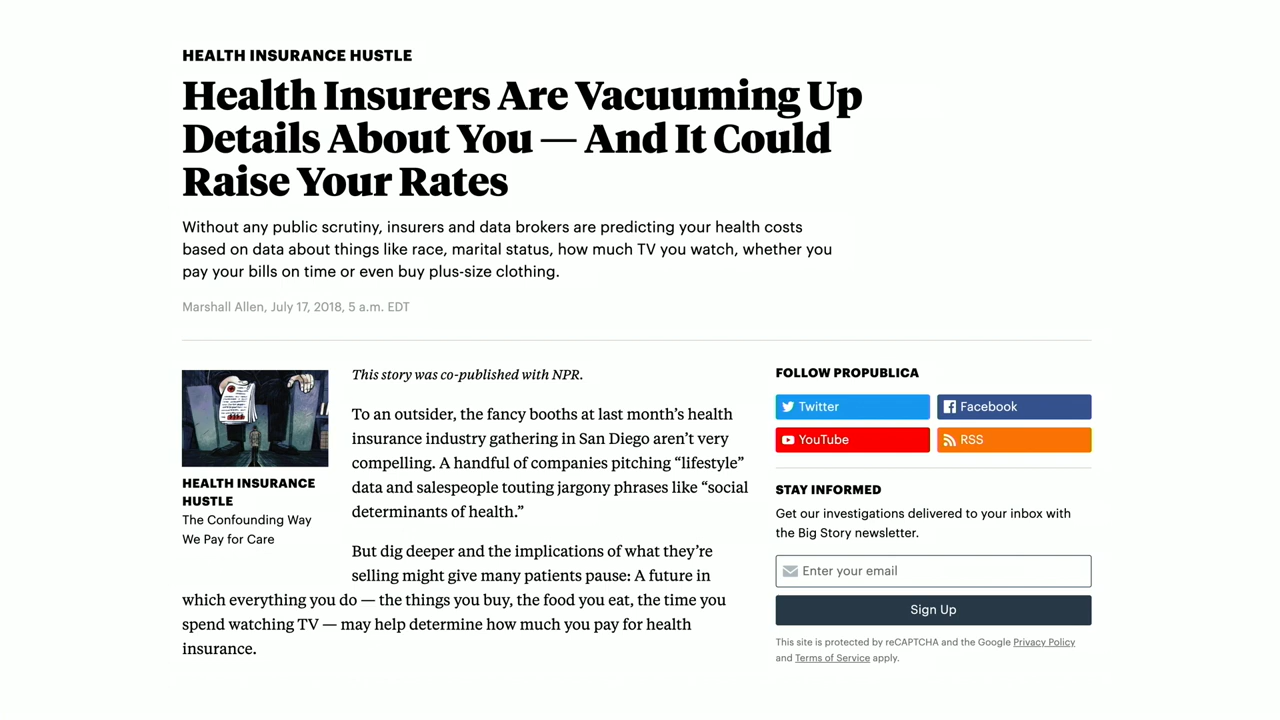 HEALTH INSURANCE HUSTLE
Health Insurers Are Vacuuming Up
Details About You — And It Could
Raise Your Rates
Without any public scrutiny, insurers and data brokers are predicting your health costs
based on data about things like race, marital status, how much TV you watch, whether you
pay your bills on time or even buy plus-size clothing.
Marshall Allen, July 17, 2018, 5 a.m. EDT
HEALTH INSURANCE
HUSTLE
The Confounding Way
We Pay for Care
This story was co-published with NPR.
To an outsider, the fancy booths at last month’s health
insurance industry gathering in San Diego aren’t very
compelling. A handful of companies pitching “lifestyle”
data and salespeople touting jargony phrases like “social
determinants of health.”
But dig deeper and the implications of what they’re
selling might give many patients pause: A future in
which everything you do — the things you buy, the food you eat, the time you
spend watching TV — may help determine how much you pay for health
insurance.
FOLLOW PROPUBLICA
Twitter
Facebook
YouTube
RSS
STAY INFORMED
Get our investigations delivered to your inbox with
the Big Story newsletter.
Enter your email
Sign Up
This site is protected by reCAPTCHA and the Google Privacy Policy
and Terms of Service apply.